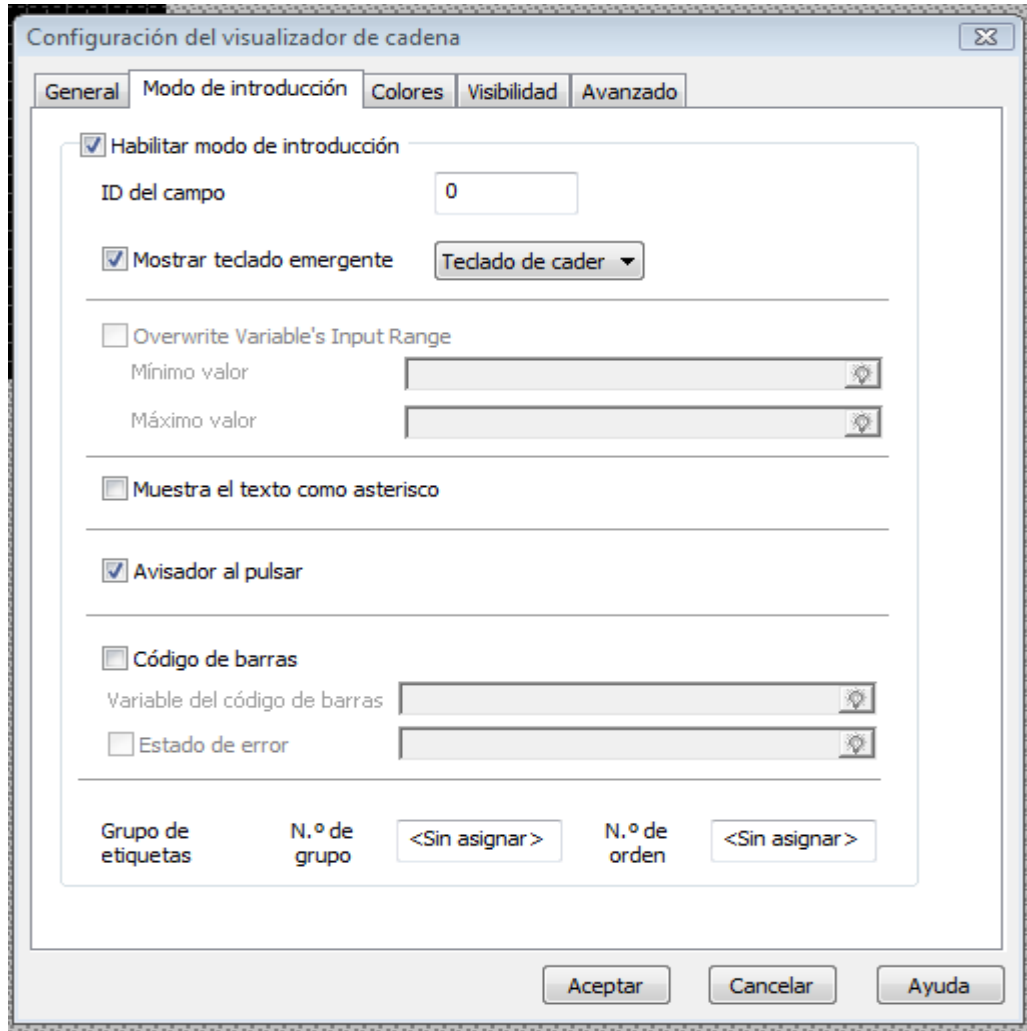 Configuración del visualizador de cadena
General Modo de introducción Colores Visibilidad Avanzado
Habilitar modo de introducción
ID del campo 0
Mostrar teclado emergente Teclado de cader
Overwrite Variable's Input Range
Mínimo valor
Máximo valor
Muestra el texto como asterisco
Avisador al pulsar
Código de barras
Variable del código de barras
Estado de error
Grupo de etiquetas N.º de grupo <Sin asignar> N.º de orden <Sin asignar>
Aceptar Cancelar Ayuda